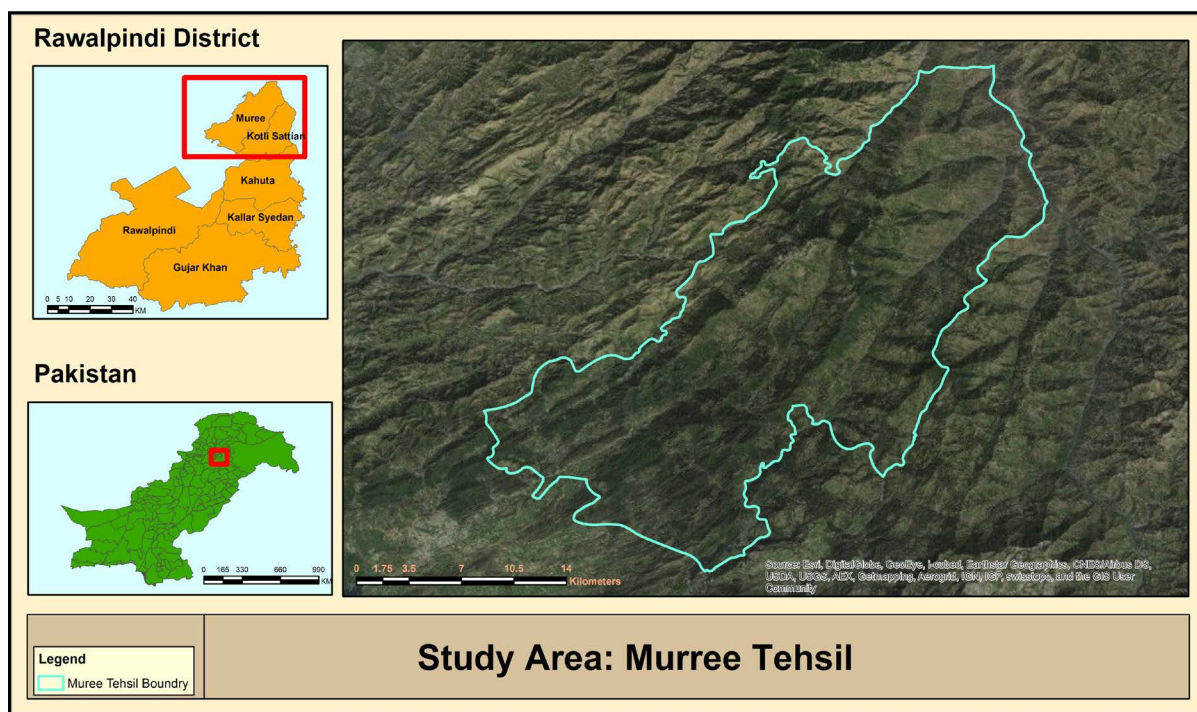 Rawalpindi District
Muree
Kotli Sattian
Kahuta
Kallar Syedan
Rawalpindi
Gujar Khan
0 5 10 20 30 40
KM
Pakistan
0 165 330 660 990
KM
0 1.75 3.5 7 10.5 14
Kilometers
Source: Esri, DigitalGlobe, GeoEye, i-cubed, Earthstar Geographics, CNES/Airbus DS,
USDA, USGS, AEX, Getmapping, Aerogrid, IGN, IGP, swisstopo, and the GIS User
Community
Legend
Muree Tehsil Boundry
Study Area: Murree Tehsil